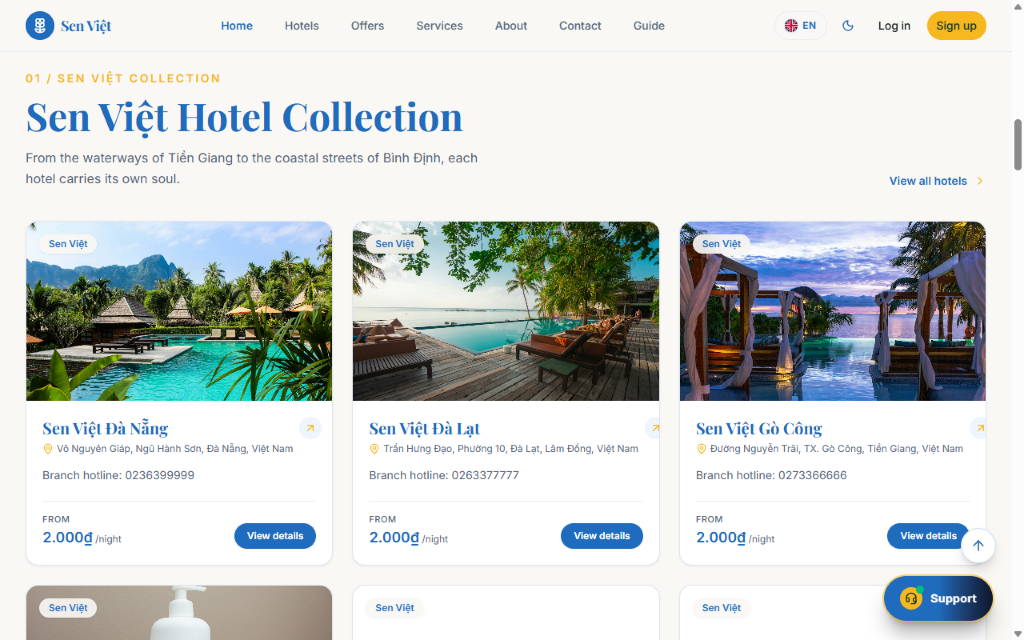 Sen Việt
Home
Hotels
Offers
Services
About
Contact
Guide
EN
Log in
Sign up
01 / SEN VIỆT COLLECTION
Sen Việt Hotel Collection
From the waterways of Tiền Giang to the coastal streets of Bình Định, each
hotel carries its own soul.
View all hotels
Sen Việt
Sen Việt Đà Nẵng
Võ Nguyên Giáp, Ngũ Hành Sơn, Đà Nẵng, Việt Nam
Branch hotline: 0236399999
FROM
2.000₫ /night
View details
Sen Việt
Sen Việt Đà Lạt
Trần Hưng Đạo, Phường 10, Đà Lạt, Lâm Đồng, Việt Nam
Branch hotline: 0263377777
FROM
2.000₫ /night
View details
Sen Việt
Sen Việt Gò Công
Đường Nguyễn Trãi, TX. Gò Công, Tiền Giang, Việt Nam
Branch hotline: 0273366666
FROM
2.000₫ /night
View details
Sen Việt
Sen Việt
Sen Việt
Support